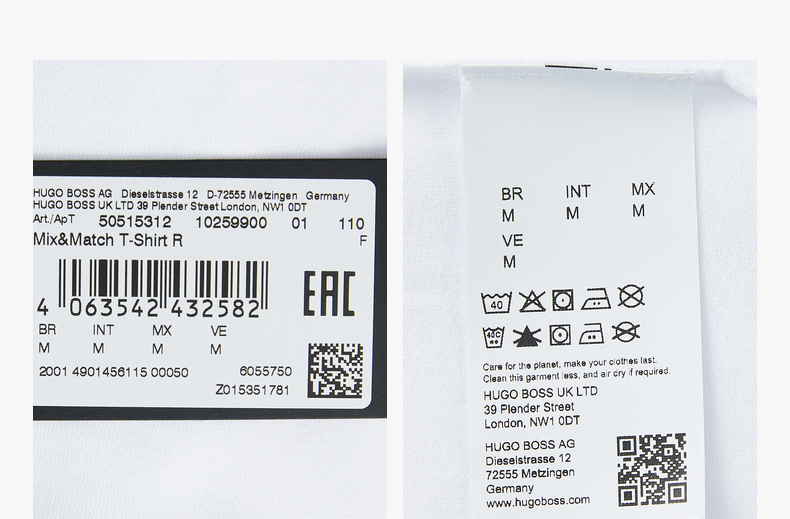 HUGO BOSS AG Dieselstrasse 12 D-72555 Metzingen Germany
HUGO BOSS UK LTD 39 Plender Street London, NW1 0DT
Art./ApT 50515312 10259900 01 110
Mix&Match T-Shirt R F
4 063542 432582
EAC
BR INT MX VE
M M M M
2001 4901456115 00050 6055750
Z015351781
BR INT MX
M M M
VE
M
40
40C
Care for the planet, make your clothes last.
Clean this garment less, and air dry if required.
HUGO BOSS UK LTD
39 Plender Street
London, NW1 0DT
HUGO BOSS AG
Dieselstrasse 12
72555 Metzingen
Germany
www.hugoboss.com